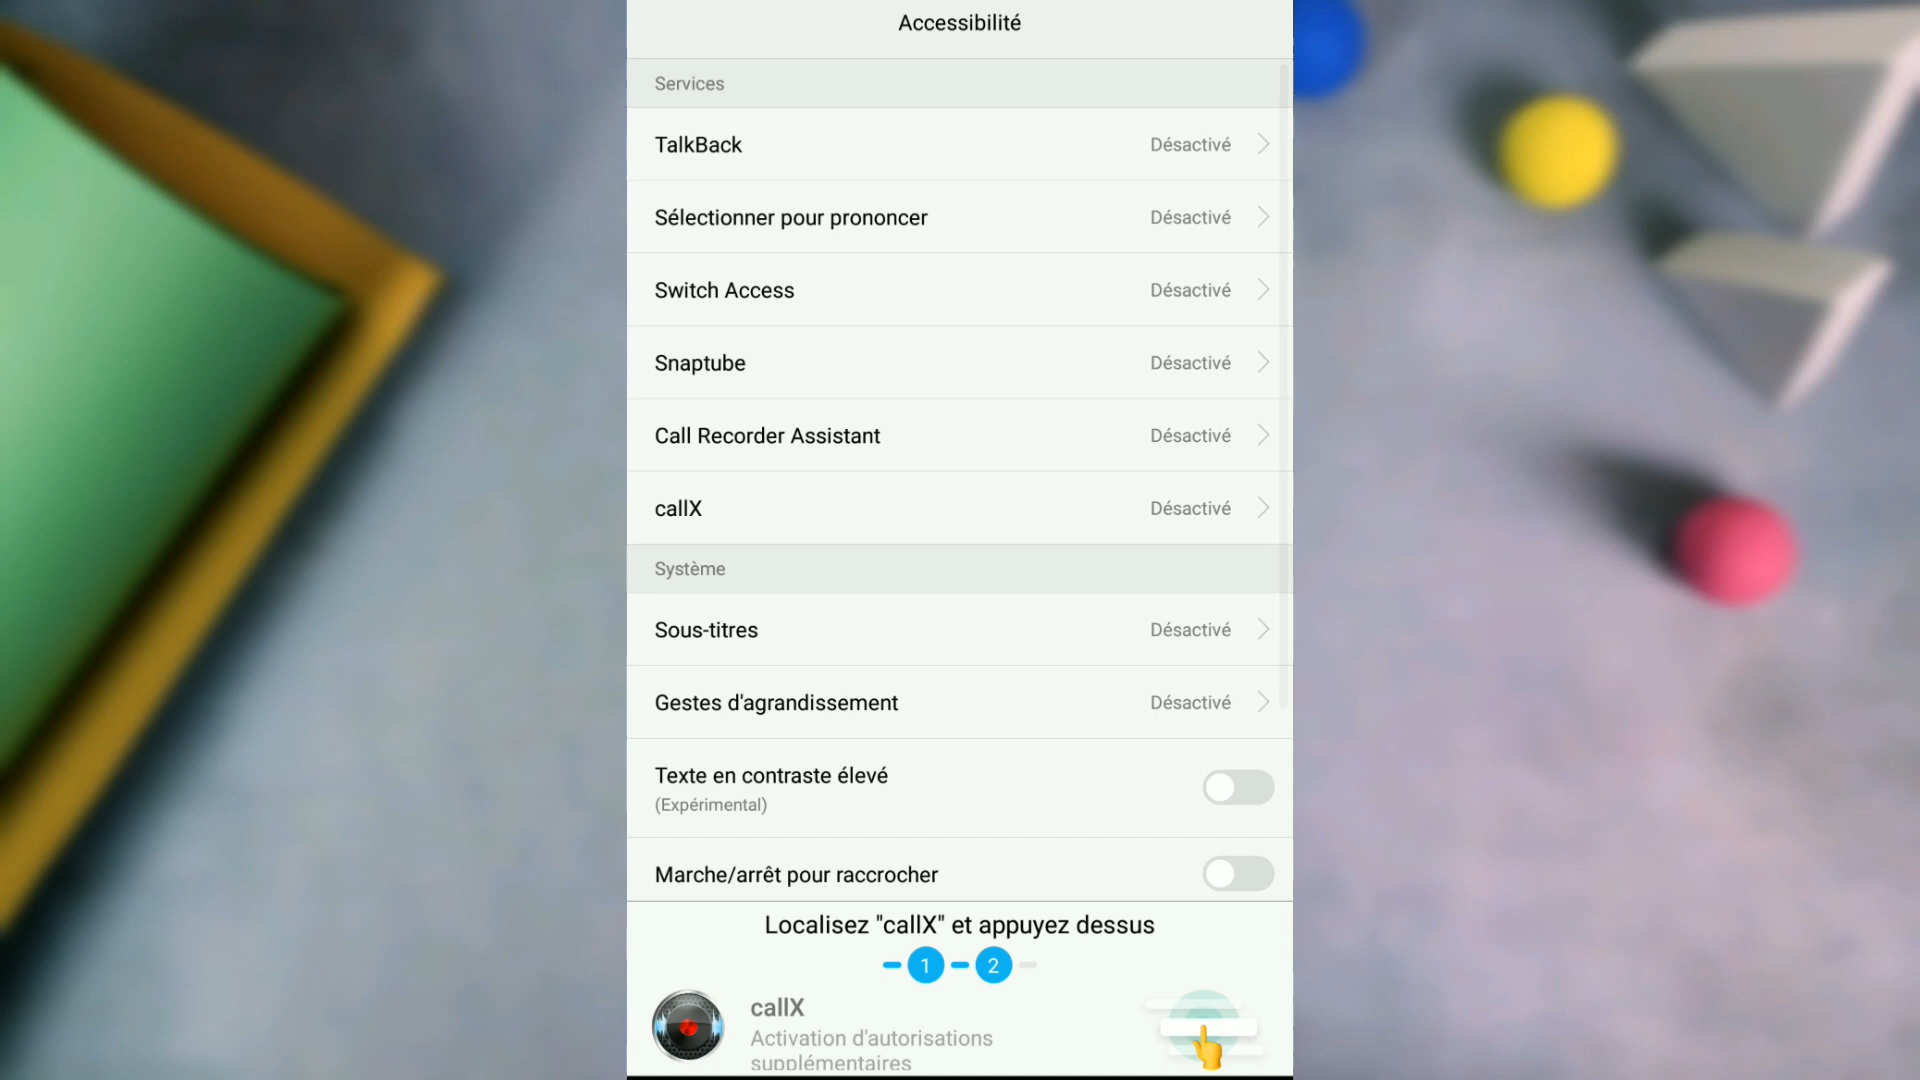 Accessibilité
Services
TalkBack Désactivé
Sélectionner pour prononcer Désactivé
Switch Access Désactivé
Snaptube Désactivé
Call Recorder Assistant Désactivé
callX Désactivé
Système
Sous-titres Désactivé
Gestes d'agrandissement Désactivé
Texte en contraste élevé
(Expérimental)
Marche/arrêt pour raccrocher
Localisez "callX" et appuyez dessus
1 2
callX
Activation d'autorisations
supplémentaires